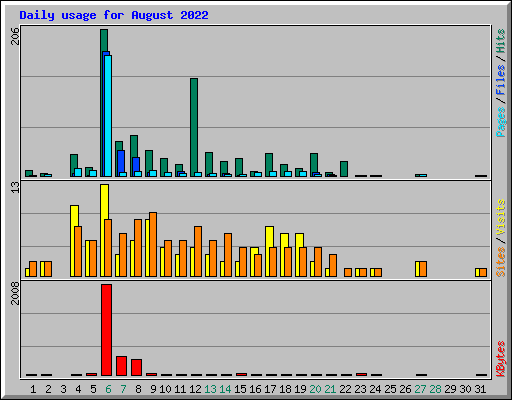 Daily usage for August 2022
206
13
2008
Pages / Files / Hits
Sites / Visits
KBytes
1 2 3 4 5 6 7 8 9 10 11 12 13 14 15 16 17 18 19 20 21 22 23 24 25 26 27 28 29 30 31